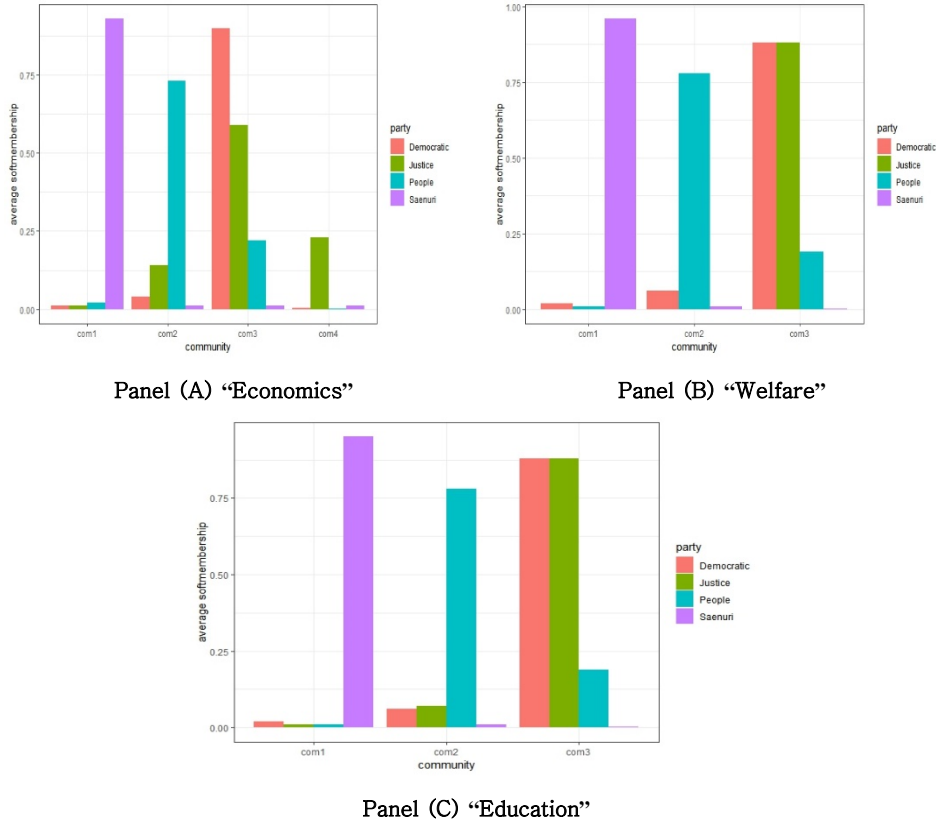 average softmembership
0.75
0.50
0.25
0.00
com1 com2 com3 com4
community
party
Democratic
Justice
People
Saenuri
Panel (A) “Economics”
average softmembership
1.00
0.75
0.50
0.25
0.00
com1 com2 com3
community
party
Democratic
Justice
People
Saenuri
Panel (B) “Welfare”
average softmembership
0.75
0.50
0.25
0.00
com1 com2 com3
community
party
Democratic
Justice
People
Saenuri
Panel (C) “Education”